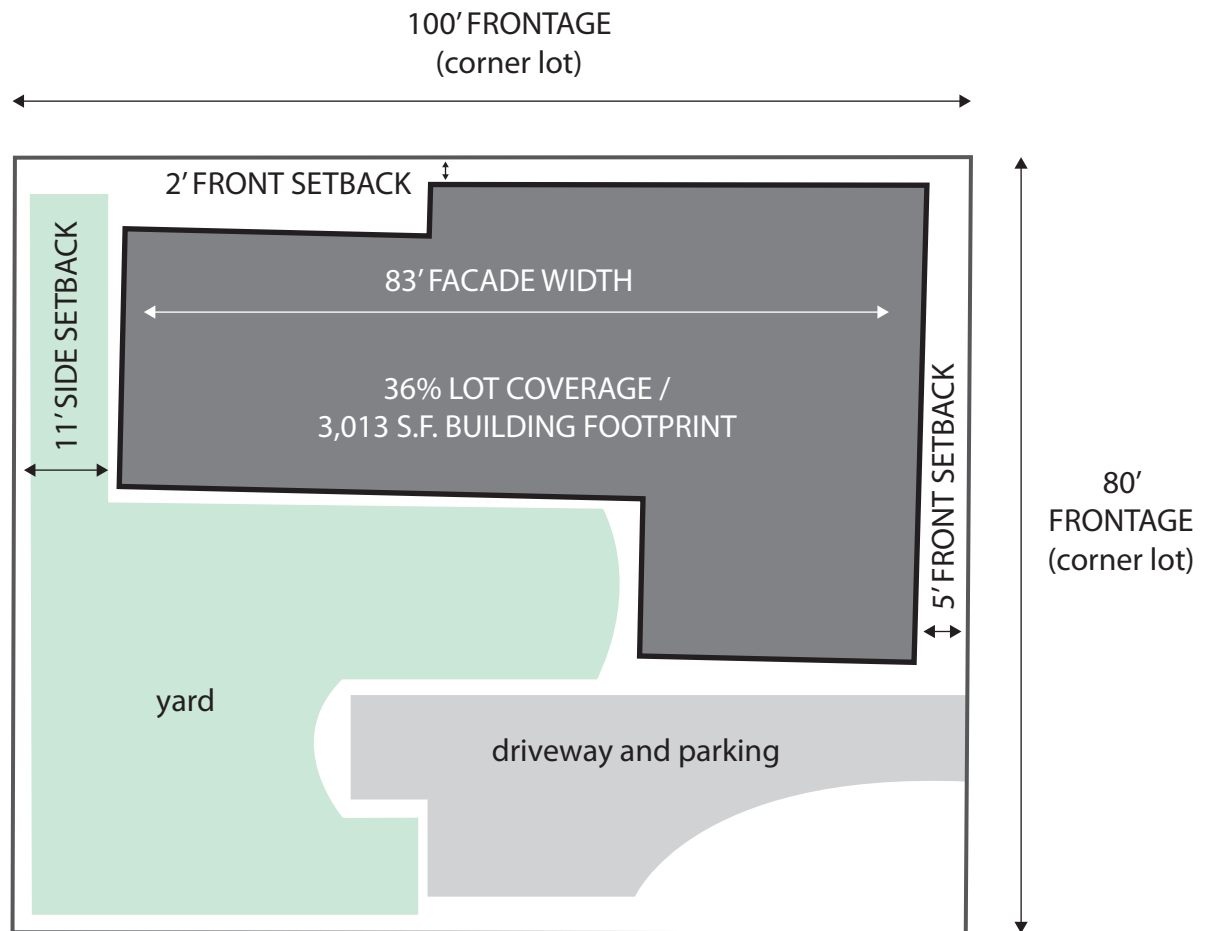 100’ FRONTAGE
(corner lot)
2’ FRONT SETBACK
11’ SIDE SETBACK
83’ FACADE WIDTH
36% LOT COVERAGE /
3,013 S.F. BUILDING FOOTPRINT
5’ FRONT SETBACK
80’
FRONTAGE
(corner lot)
yard
driveway and parking